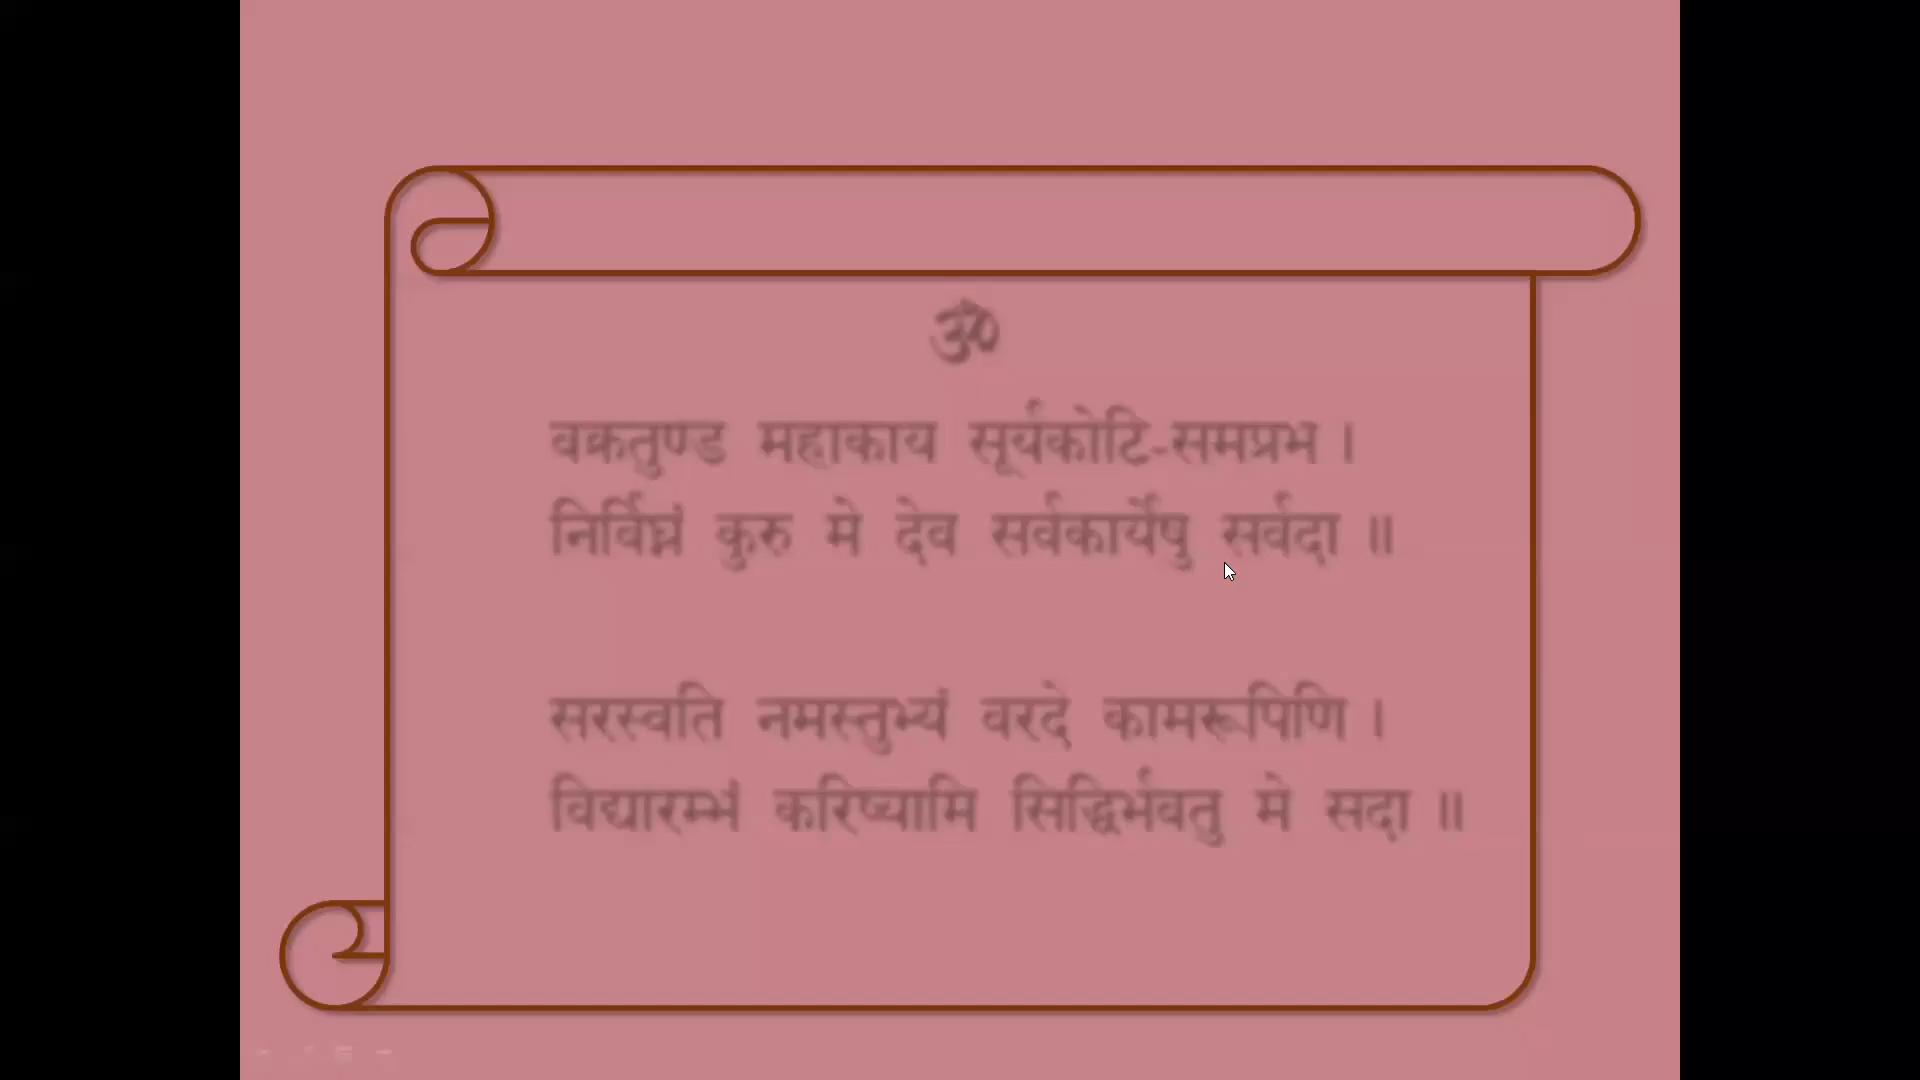 ॐ
वक्रतुण्ड महाकाय सूर्यकोटि-समप्रभ ।
निर्विघ्नं कुरु मे देव सर्वकार्येषु सर्वदा ॥
सरस्वति नमस्तुभ्यं वरदे कामरूपिणि ।
विद्यारम्भं करिष्यामि सिद्धिर्भवतु मे सदा ॥